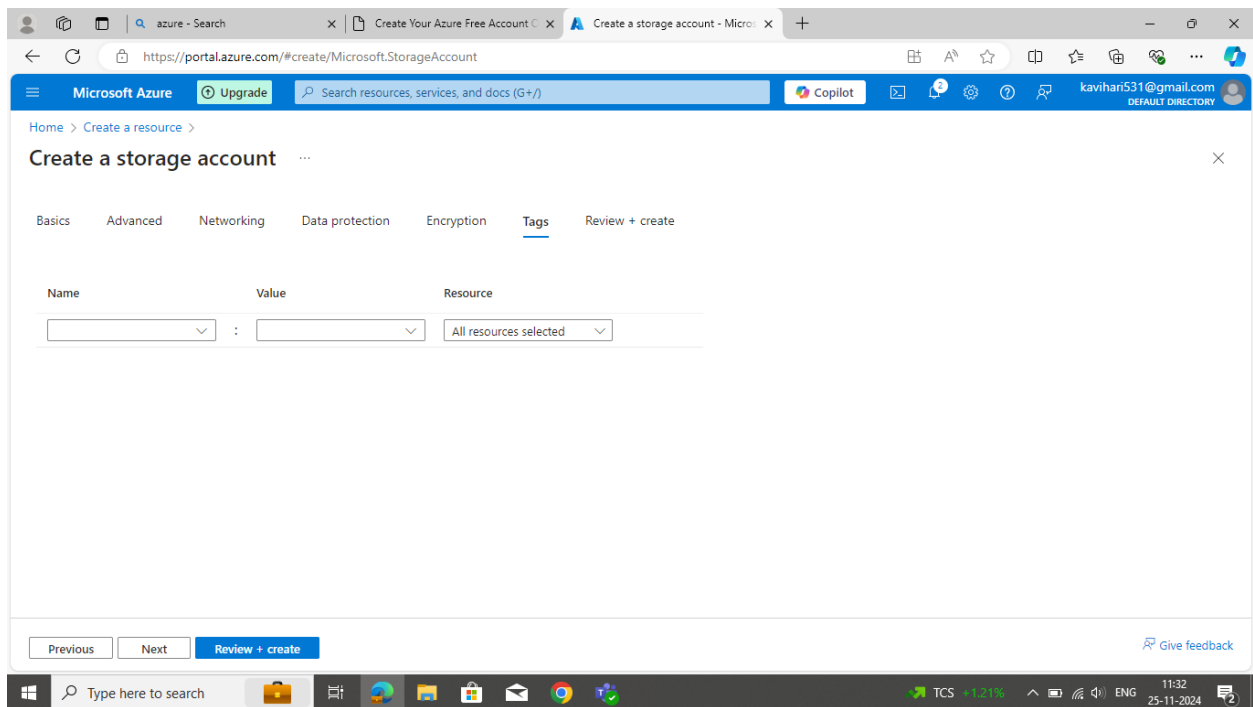 azure - Search
Create Your Azure Free Account C
Create a storage account - Micros
https://portal.azure.com/#create/Microsoft.StorageAccount
Microsoft Azure
Upgrade
Search resources, services, and docs (G+/)
Copilot
2
kavihari531@gmail.com
DEFAULT DIRECTORY
Home > Create a resource >
Create a storage account ...
Basics Advanced Networking Data protection Encryption Tags Review + create
Name Value Resource
: All resources selected
Previous Next Review + create Give feedback
Type here to search
TCS +1.21%
ENG
11:32
25-11-2024
2